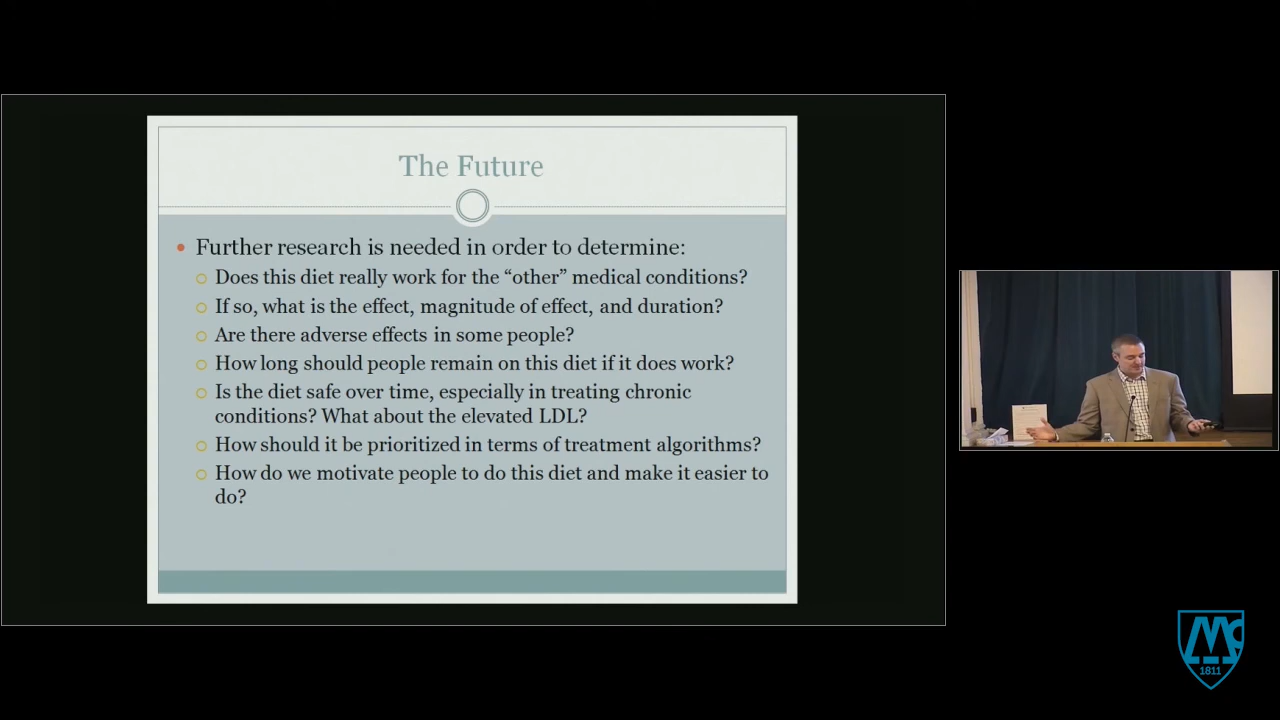 The Future
Further research is needed in order to determine:
Does this diet really work for the “other” medical conditions?
If so, what is the effect, magnitude of effect, and duration?
Are there adverse effects in some people?
How long should people remain on this diet if it does work?
Is the diet safe over time, especially in treating chronic
conditions? What about the elevated LDL?
How should it be prioritized in terms of treatment algorithms?
How do we motivate people to do this diet and make it easier to
do?
1811